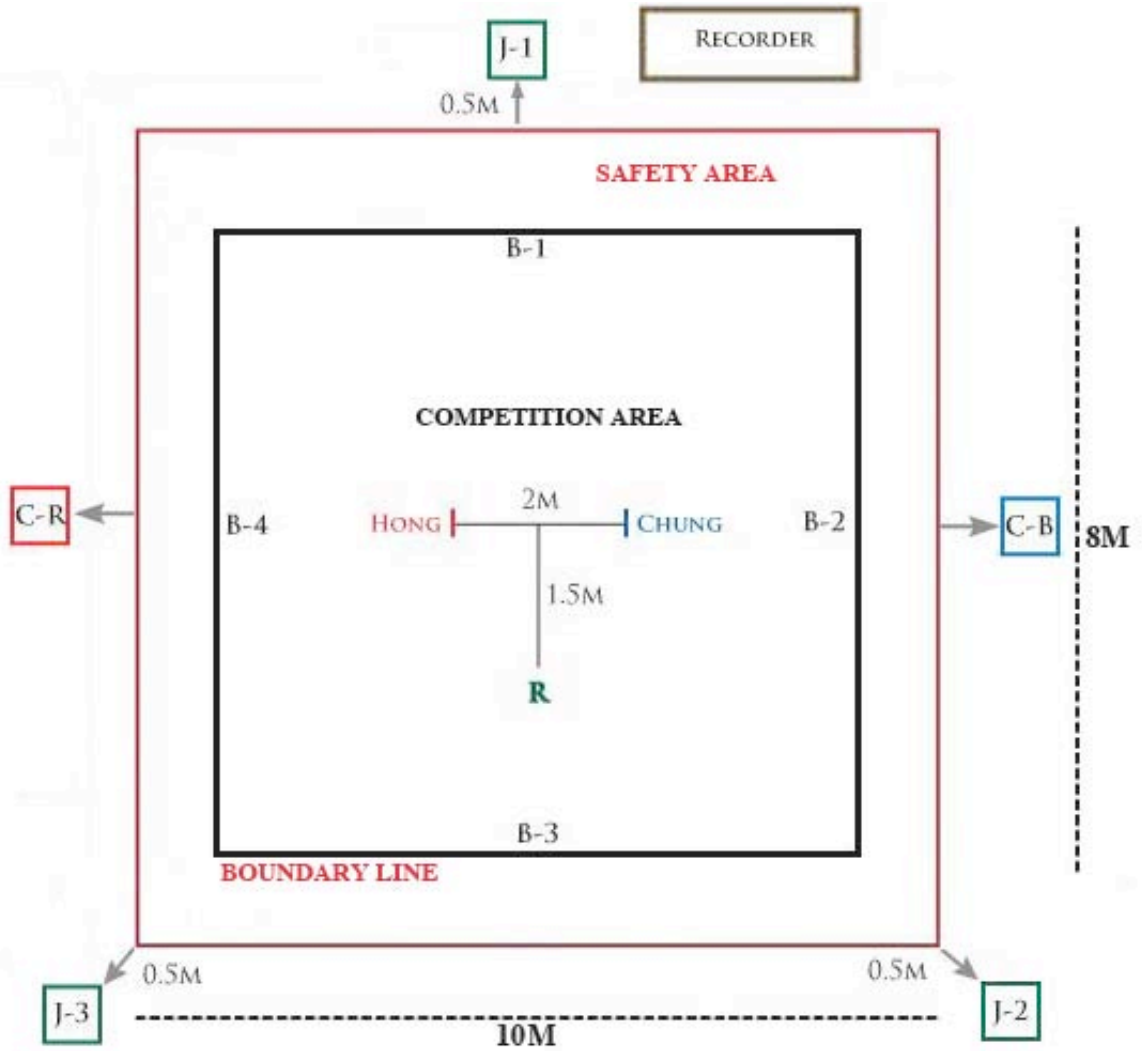 J-1
RECORDER
0.5M
SAFETY AREA
B-1
COMPETITION AREA
2M
C-R
B-4
HONG
CHUNG
B-2
C-B
8M
1.5M
R
B-3
BOUNDARY LINE
0.5M
0.5M
J-3
J-2
10M